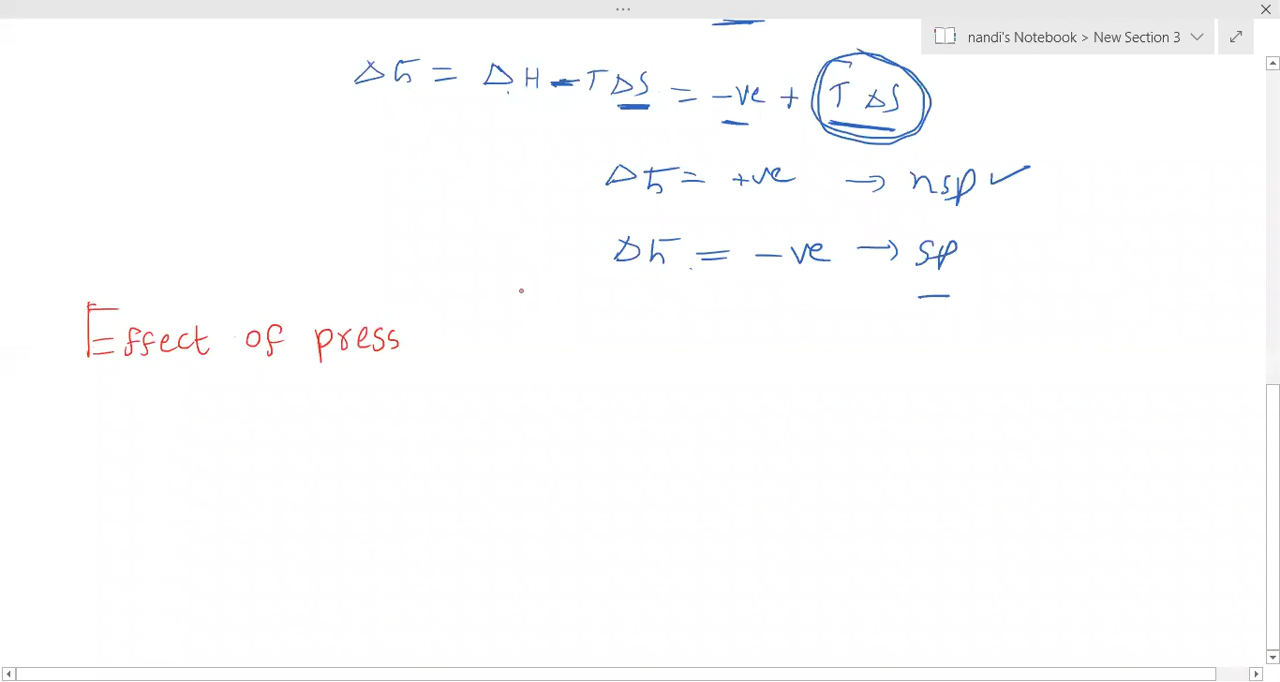 nandi's Notebook > New Section 3
ΔG = ΔH - TΔS = -ve + TΔS
ΔG = +ve → nsp ✓
ΔG = -ve → sp
Effect of press